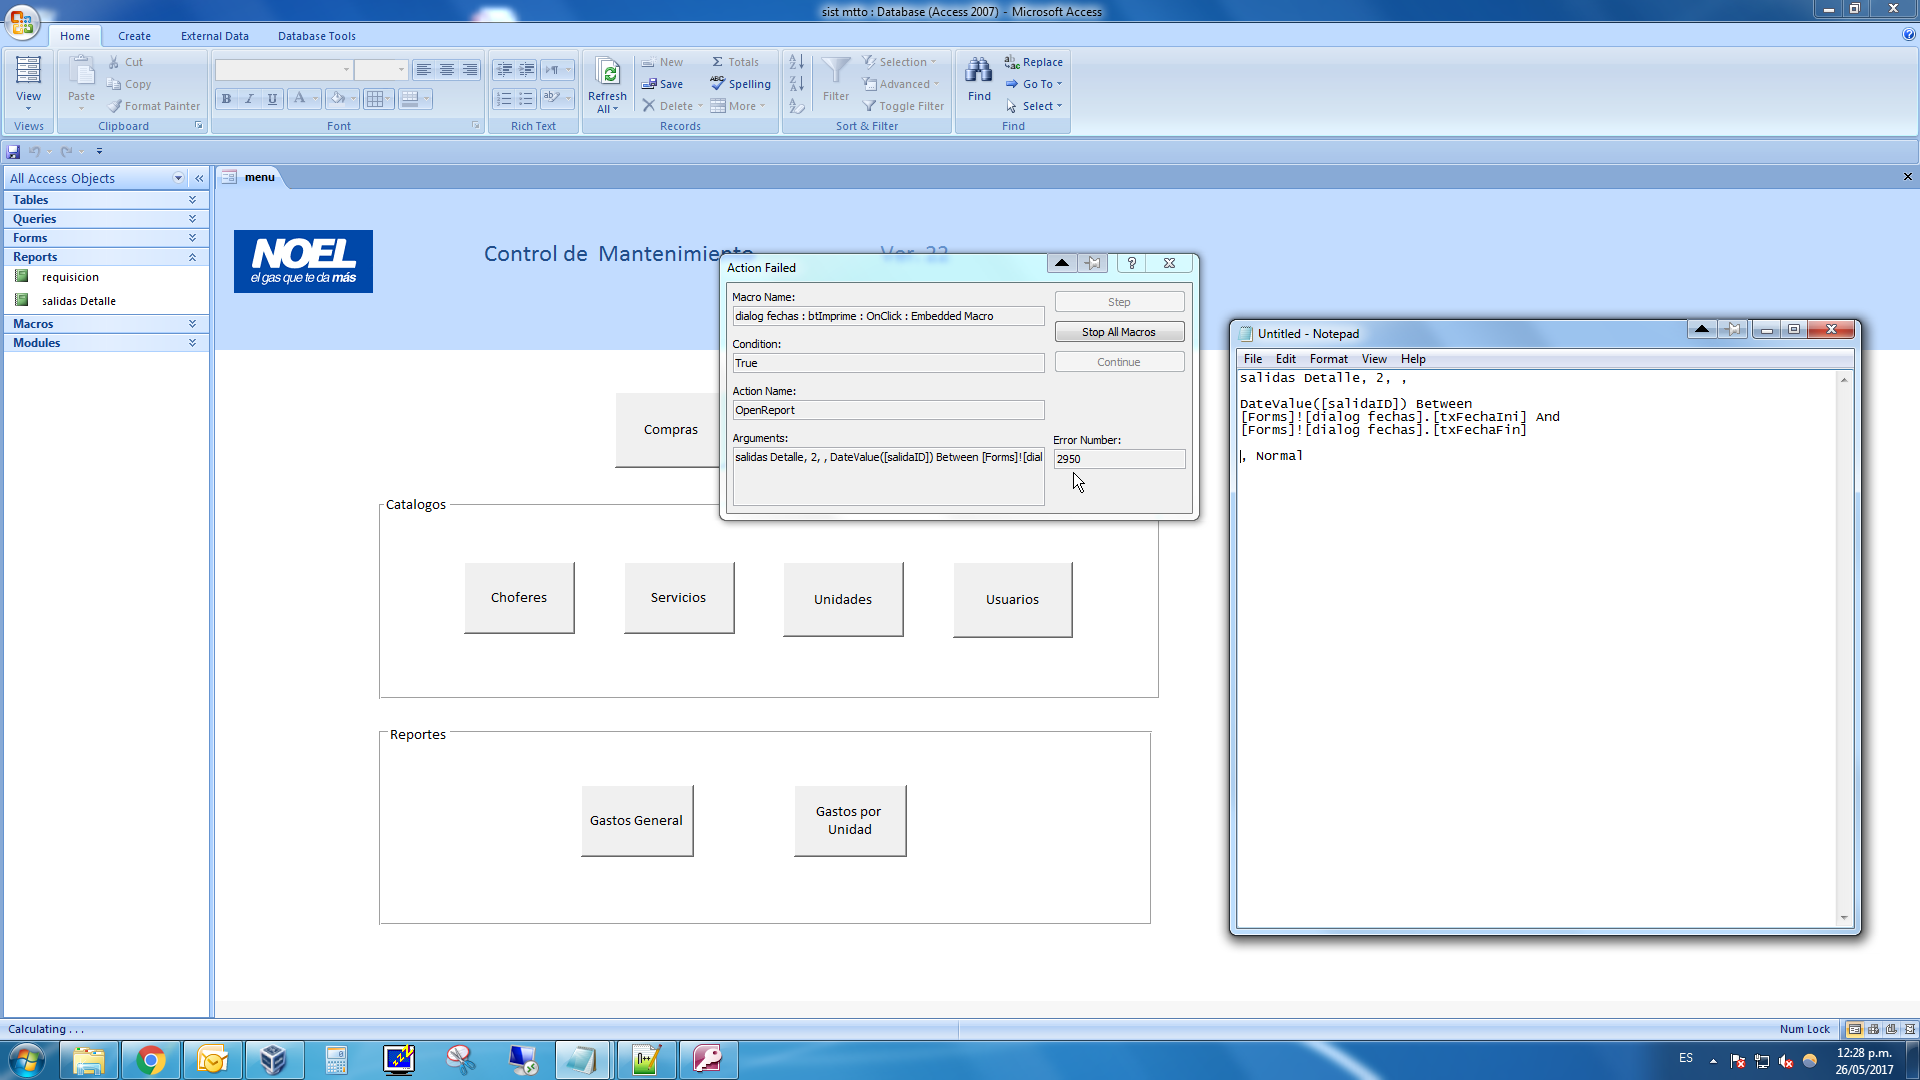 sist mtto : Database (Access 2007) - Microsoft Access
Home Create External Data Database Tools
View
Views
Paste
Cut
Copy
Format Painter
Clipboard
B I U A
Font
ab
Rich Text
Refresh All
New
Save
Delete
Σ Totals
ABC Spelling
More
Records
Filter
Selection
Advanced
Toggle Filter
Sort & Filter
Find
Replace
Go To
Select
Find
All Access Objects
Tables
Queries
Forms
Reports
requisicion
salidas Detalle
Macros
Modules
menu
NOEL
el gas que te da más
Control de Mantenimiento Ver. 22
Compras
Catalogos
Choferes
Servicios
Unidades
Usuarios
Reportes
Gastos General
Gastos por
Unidad
Action Failed
Macro Name:
dialog fechas : btImprime : OnClick : Embedded Macro
Condition:
True
Action Name:
OpenReport
Arguments:
salidas Detalle, 2, , DateValue([salidaID]) Between [Forms]![dial
Step
Stop All Macros
Continue
Error Number:
2950
Untitled - Notepad
File Edit Format View Help
salidas Detalle, 2, ,
DateValue([salidaID]) Between
[Forms]![dialog fechas].[txFechaIni] And
[Forms]![dialog fechas].[txFechaFin]
, Normal
Calculating . . .
Num Lock
ES
12:28 p.m.
26/05/2017